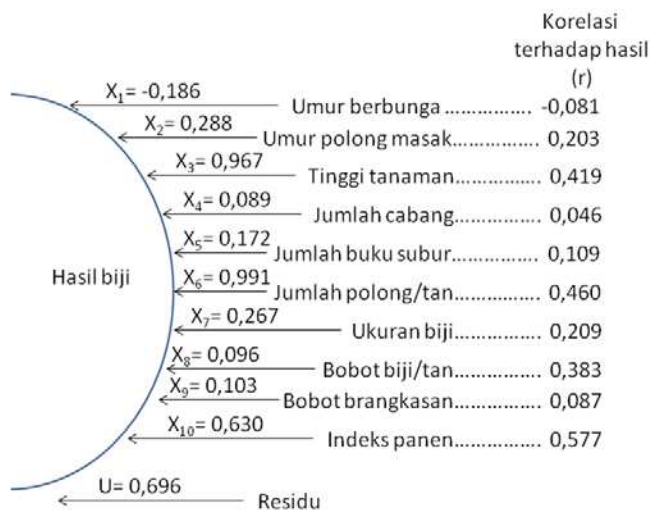 Korelasi
terhadap hasil
(r)
X1= -0,186
Umur berbunga................ -0,081
X2= 0,288
Umur polong masak............... 0,203
X3= 0,967
Tinggi tanaman............... 0,419
X4= 0,089
Jumlah cabang............... 0,046
X5= 0,172
Jumlah buku subur............... 0,109
Hasil biji
X6= 0,991
Jumlah polong/tan............... 0,460
X7= 0,267
Ukuran biji............... 0,209
X8= 0,096
Bobot biji/tan............... 0,383
X9= 0,103
Bobot brangkasan............... 0,087
X10= 0,630
Indeks panen............... 0,577
U= 0,696
Residu